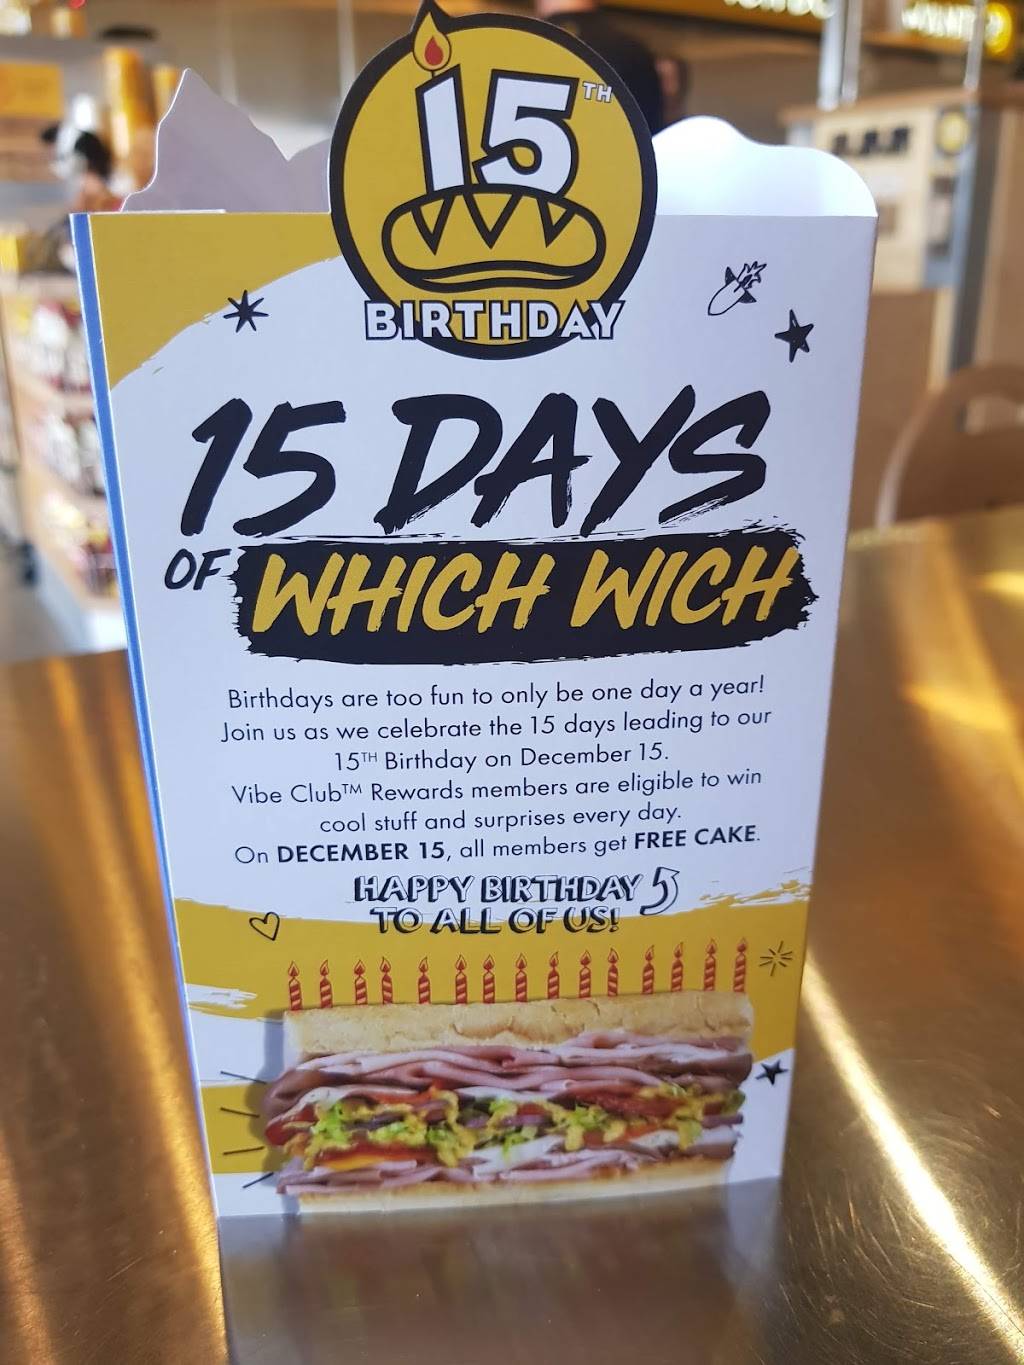 15TH
BIRTHDAY
15 DAYS
OF WHICH WICH
Birthdays are too fun to only be one day a year!
Join us as we celebrate the 15 days leading to our
15TH Birthday on December 15.
Vibe Club™ Rewards members are eligible to win
cool stuff and surprises every day.
On DECEMBER 15, all members get FREE CAKE.
HAPPY BIRTHDAY
TO ALL OF US!